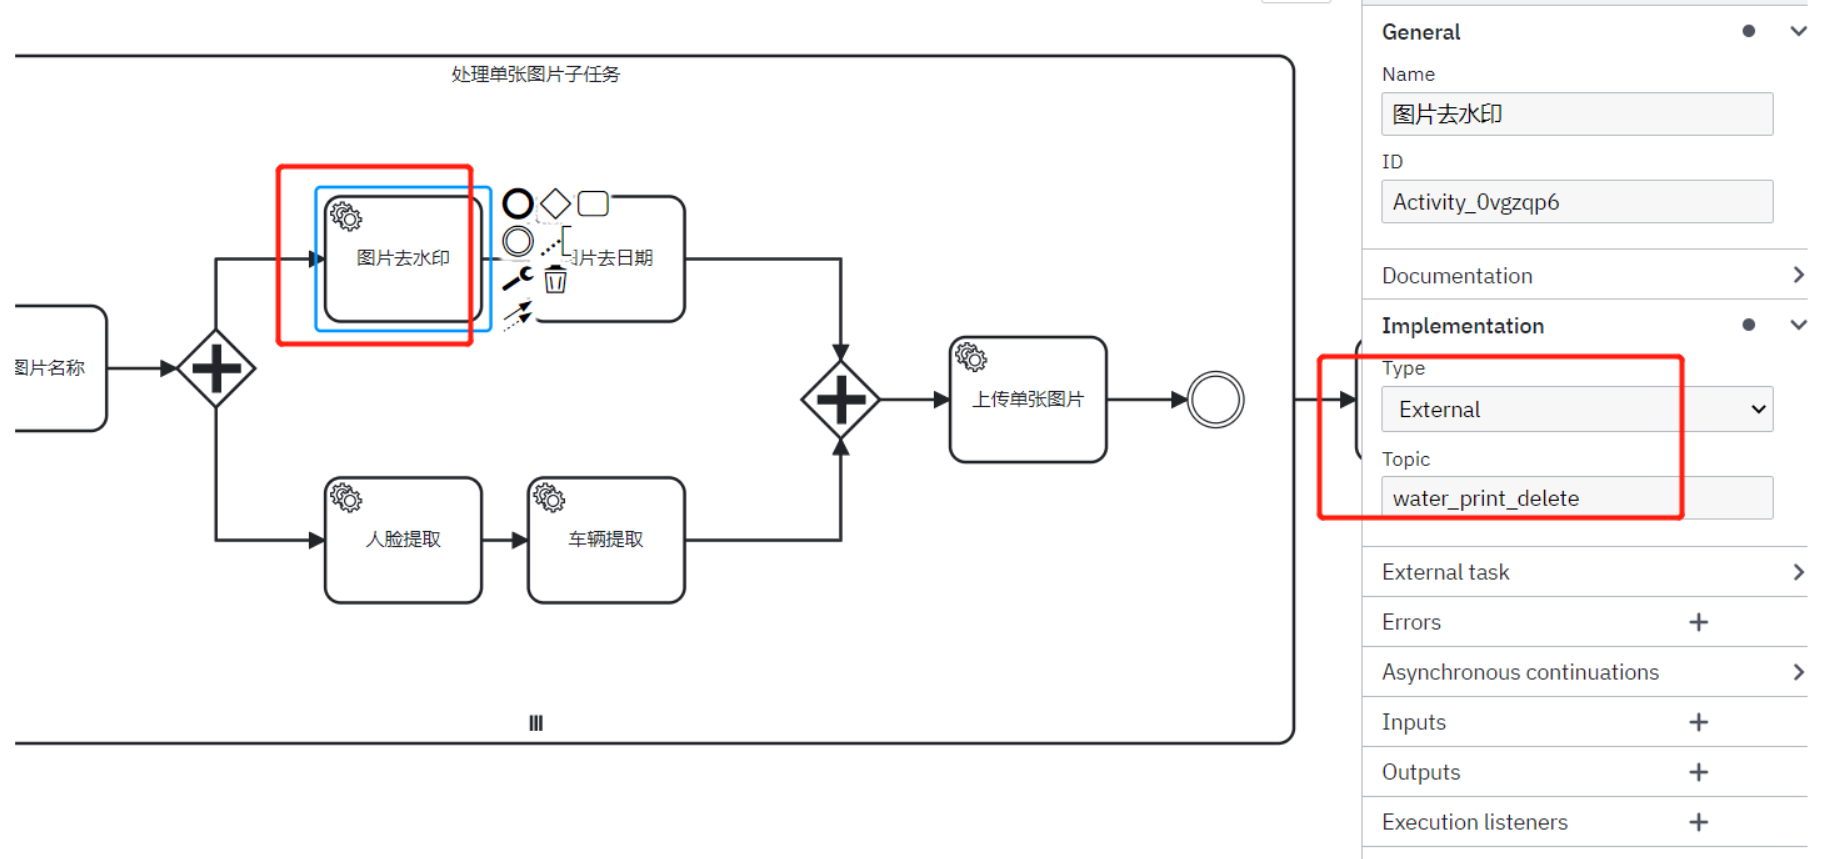 处理单张图片子任务
图片去水印
图片去日期
图片名称
上传单张图片
人脸提取
车辆提取
General
Name
图片去水印
ID
Activity_0vgzqp6
Documentation
Implementation
Type
External
Topic
water_print_delete
External task
Errors
Asynchronous continuations
Inputs
Outputs
Execution listeners